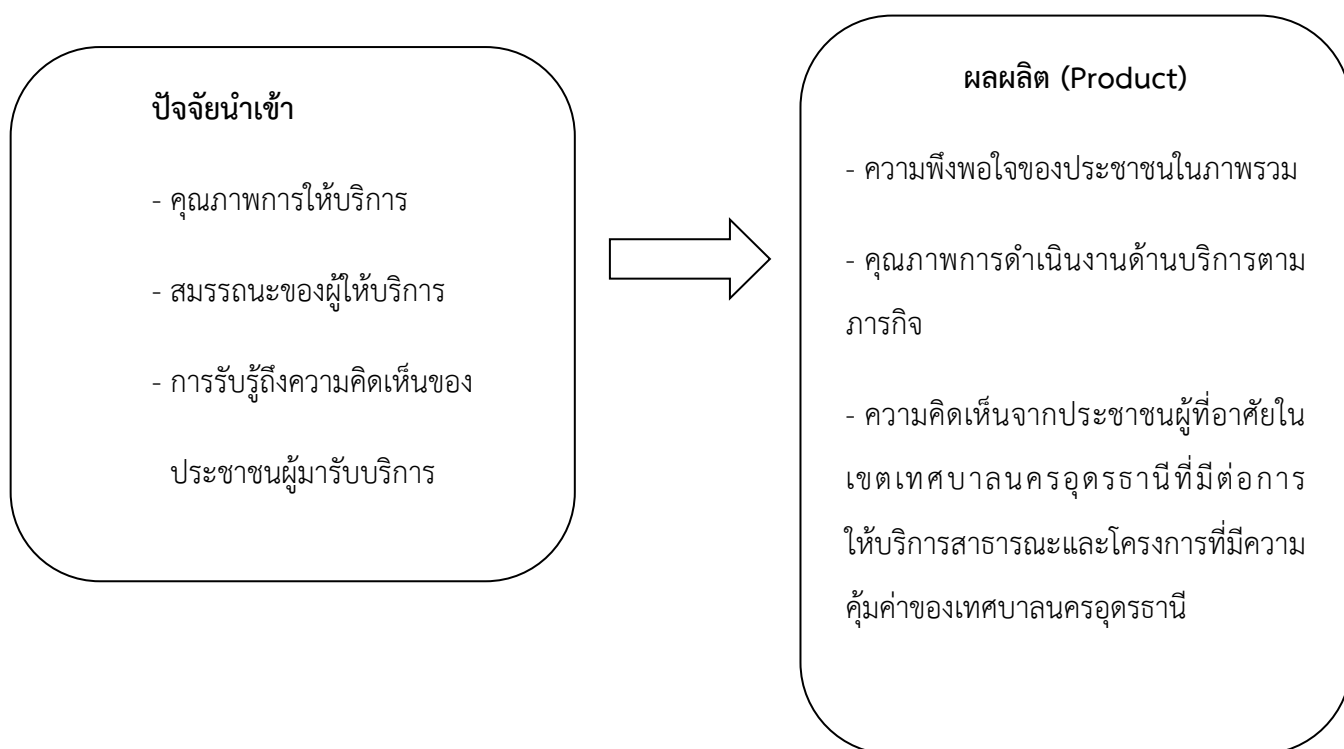 ปัจจัยนำเข้า
- คุณภาพการให้บริการ
- สมรรถนะของผู้ให้บริการ
- การรับรู้ถึงความคิดเห็นของ
ประชาชนผู้มารับบริการ
ผลผลิต (Product)
- ความพึงพอใจของประชาชนในภาพรวม
- คุณภาพการดำเนินงานด้านบริการตาม
ภารกิจ
- ความคิดเห็นจากประชาชนผู้ที่อาศัยใน
เขตเทศบาลนครอุดรธานีที่มีต่อการ
ให้บริการสาธารณะและโครงการที่มีความ
คุ้มค่าของเทศบาลนครอุดรธานี